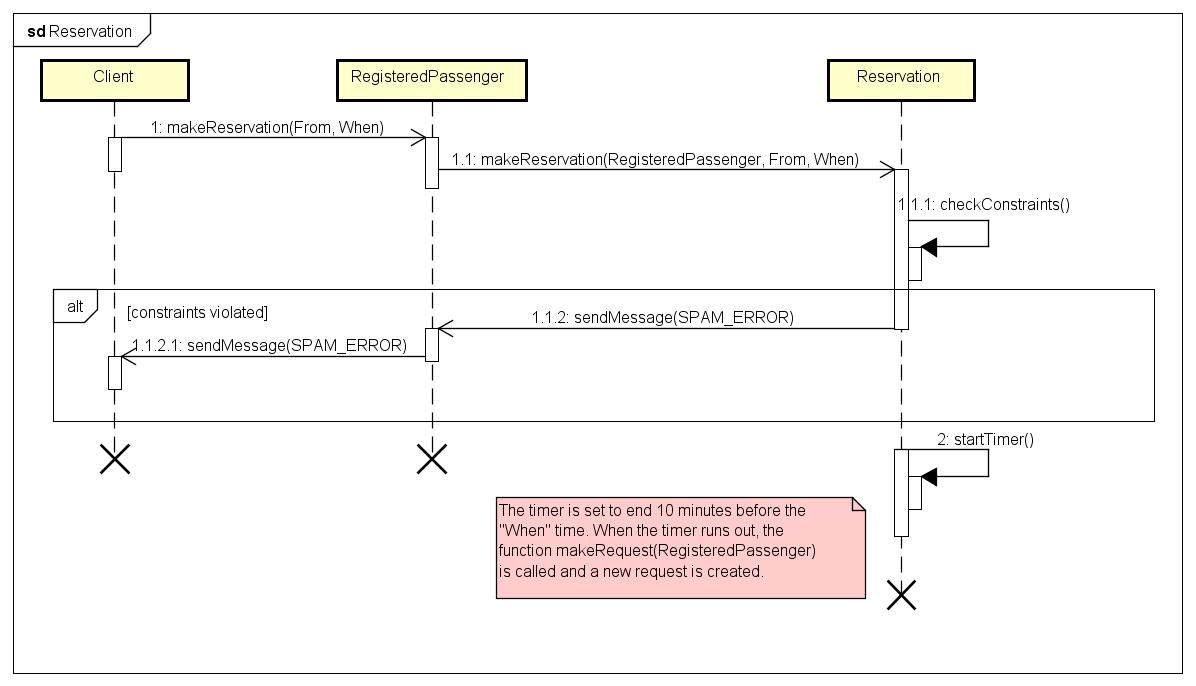 sd Reservation
Client
RegisteredPassenger
Reservation
1: makeReservation(From, When)
1.1: makeReservation(RegisteredPassenger, From, When)
1.1.1: checkConstraints()
alt
[constraints violated]
1.1.2: sendMessage(SPAM_ERROR)
1.1.2.1: sendMessage(SPAM_ERROR)
2: startTimer()
The timer is set to end 10 minutes before the
"When" time. When the timer runs out, the
function makeRequest(RegisteredPassenger)
is called and a new request is created.